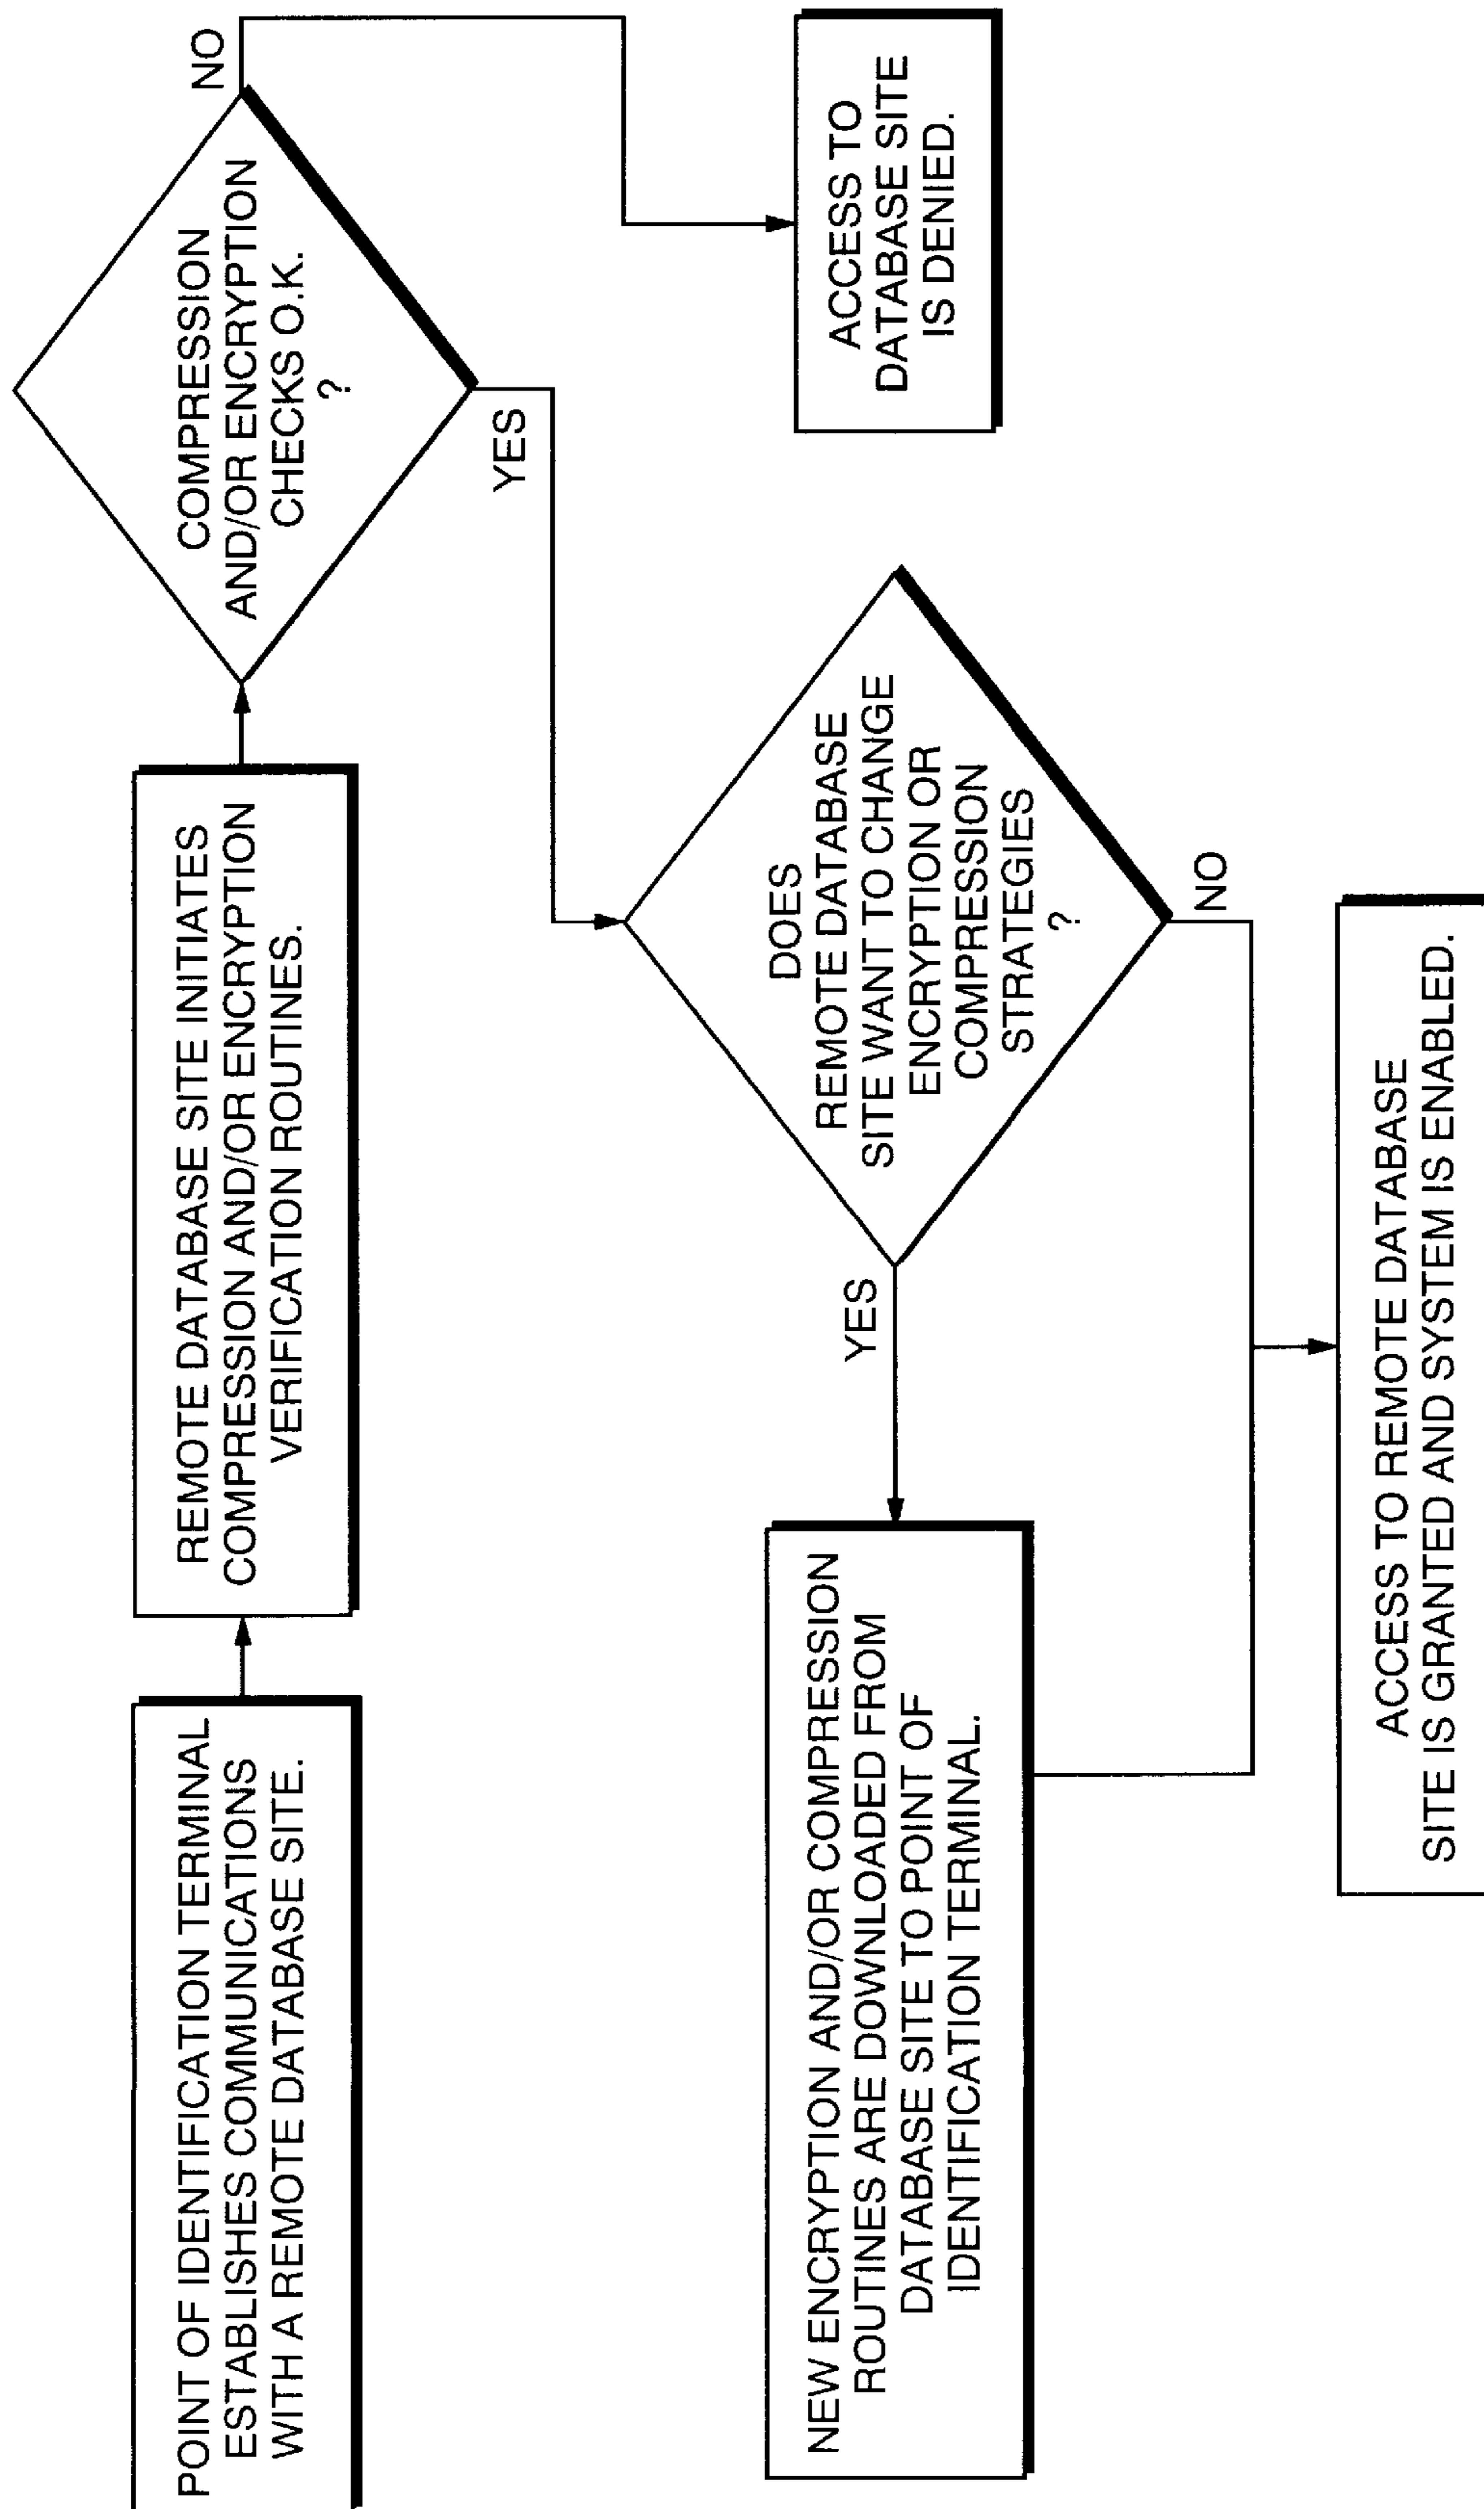 POINT OF IDENTIFICATION TERMINAL
ESTABLISHES COMMUNICATIONS
WITH A REMOTE DATABASE SITE.
REMOTE DATABASE SITE INITIATES
COMPRESSION AND/OR ENCRYPTION
VERIFICATION ROUTINES.
COMPRESSION
AND/OR ENCRYPTION
CHECKS O.K.
?
NO
YES
ACCESS TO
DATABASE SITE
IS DENIED.
DOES
REMOTE DATABASE
SITE WANT TO CHANGE
ENCRYPTION OR
COMPRESSION
STRATEGIES
?
YES
NO
NEW ENCRYPTION AND/OR COMPRESSION
ROUTINES ARE DOWNLOADED FROM
DATABASE SITE TO POINT OF
IDENTIFICATION TERMINAL.
ACCESS TO REMOTE DATABASE
SITE IS GRANTED AND SYSTEM IS ENABLED.